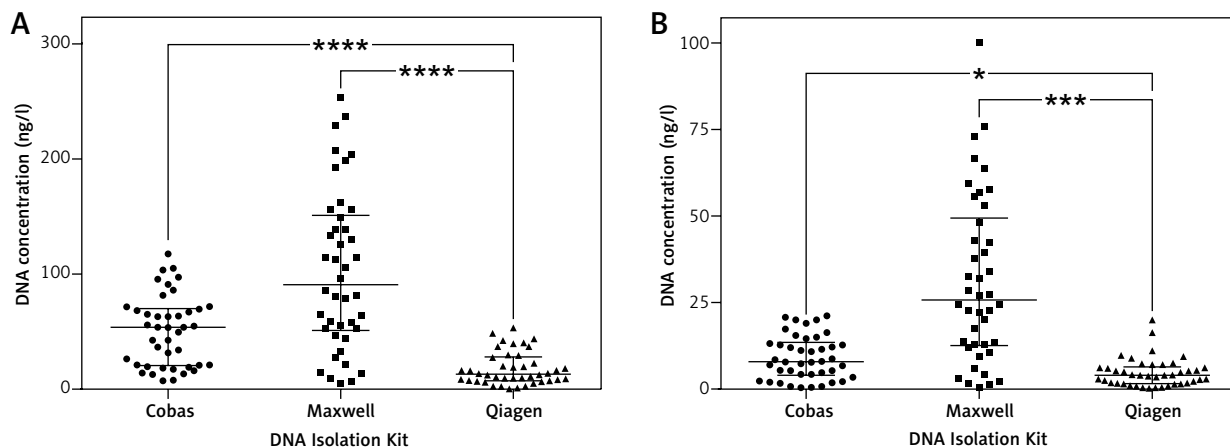 A
DNA concentration (ng/l)
300
200
100
0
****
****
Cobas
Maxwell
Qiagen
DNA Isolation Kit
B
DNA concentration (ng/l)
100
75
50
25
0
*
***
Cobas
Maxwell
Qiagen
DNA Isolation Kit